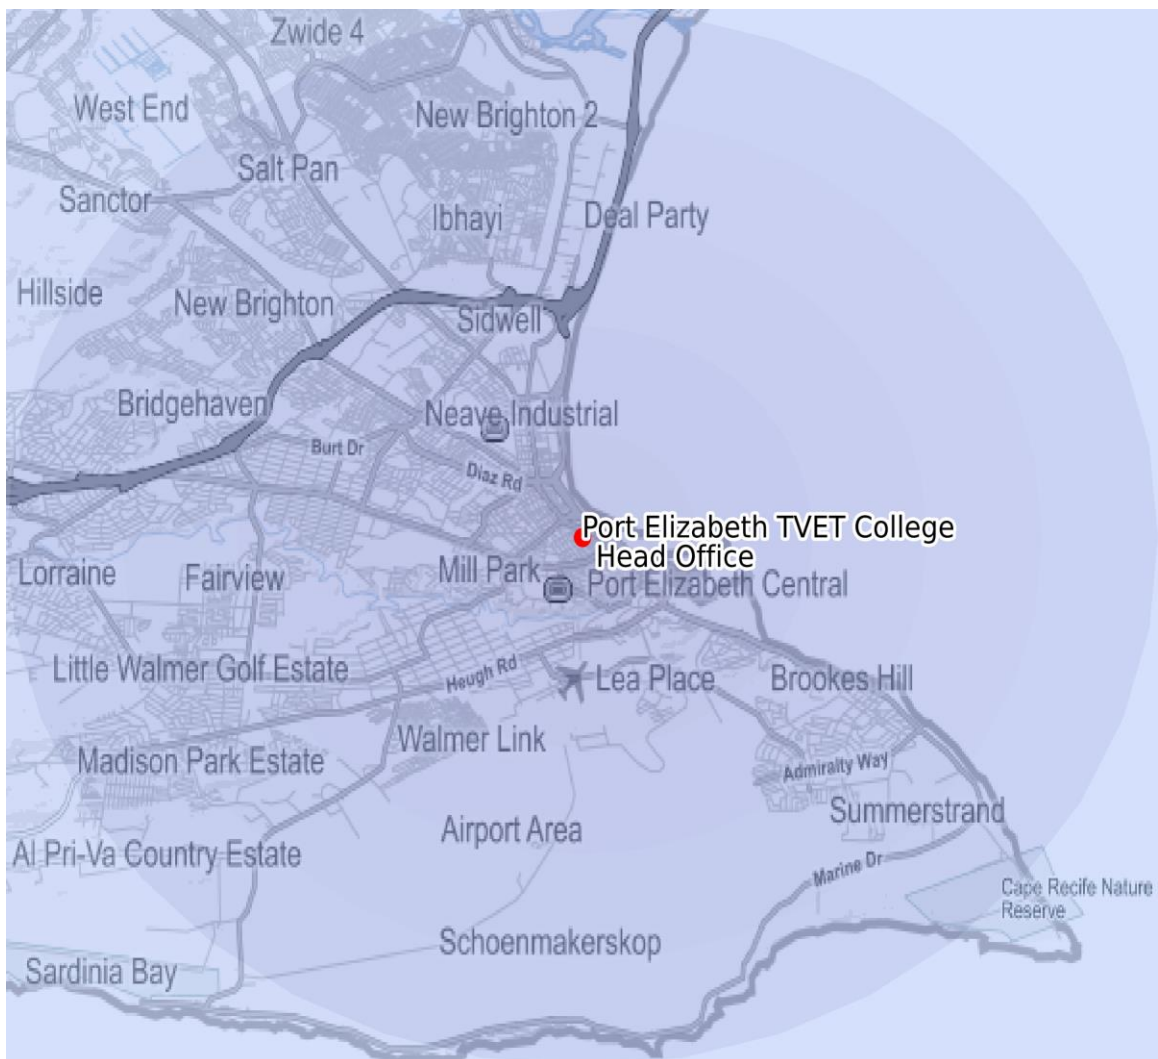 Zwide 4
West End
New Brighton 2
Salt Pan
Sanctor
Ibhayi
Deal Party
Hillside
New Brighton
Sidwell
Bridgehaven
Neave Industrial
Burt Dr
Diaz Rd
Port Elizabeth TVET College
Head Office
Lorraine
Fairview
Mill Park
Port Elizabeth Central
Little Walmer Golf Estate
Heugh Rd
Lea Place
Brookes Hill
Walmer Link
Madison Park Estate
Admiralty Way
Summerstrand
Airport Area
Al Pri-Va Country Estate
Marine Dr
Cape Recife Nature
Reserve
Schoenmakerskop
Sardinia Bay